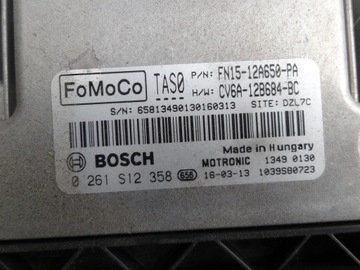 FoMoCo TAS0 P/N: FN15-12A650-PA
H/W: CV6A-12B684-BC
S/N: 65813490130160313 SITE: DZL7C
Made in Hungary
BOSCH MOTRONIC 1349 0130
0 261 S12 358 656 16-03-13 1039S80723